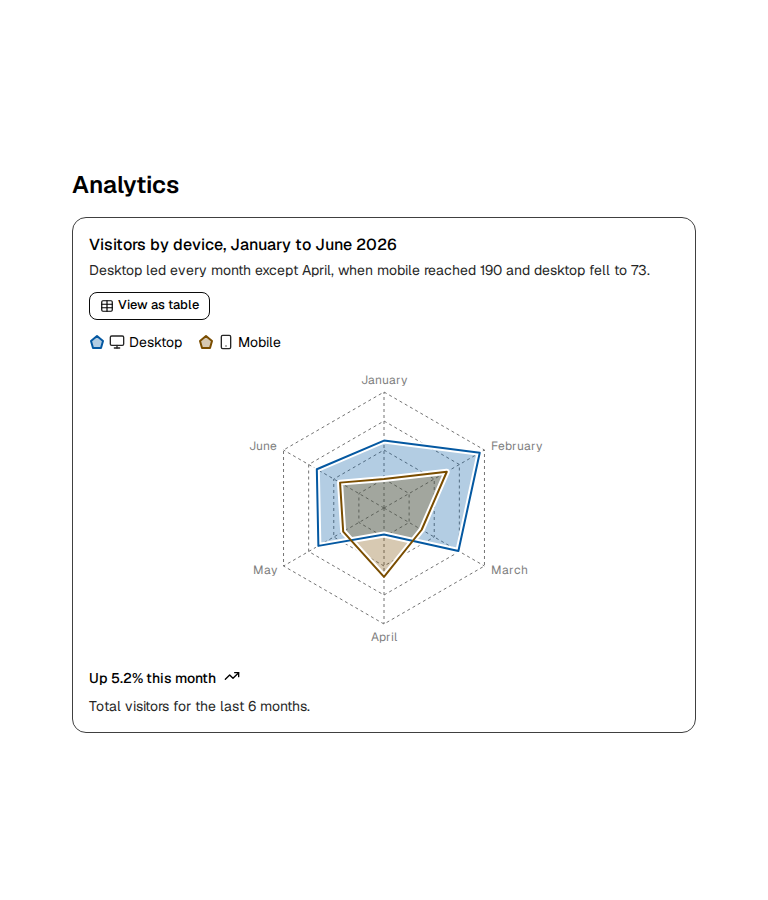 Analytics
Visitors by device, January to June 2026
Desktop led every month except April, when mobile reached 190 and desktop fell to 73.
View as table
Desktop Mobile
January
June February
May March
April
Up 5.2% this month
Total visitors for the last 6 months.